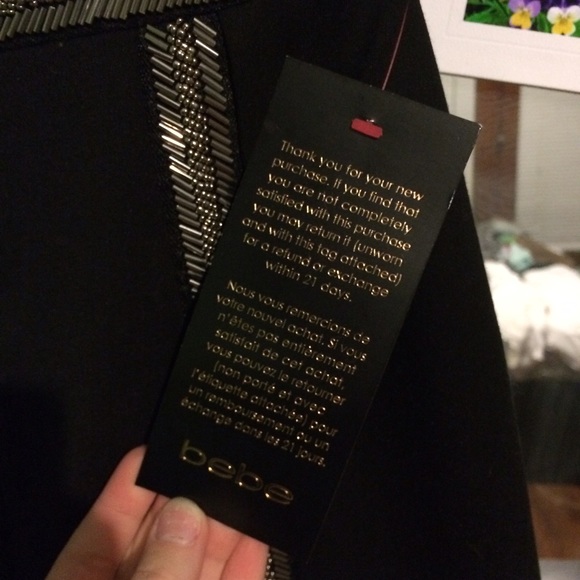 Thank you for your new
purchase. If you find that
you are not completely
satisfied with this purchase
you may return it (unworn
and with this tag attached)
for a refund or exchange
within 21 days.
Nous vous remercions de
votre nouvel achat. Si vous
n'êtes pas entièrement
satisfait de cet achat,
vous pouvez le retourner
(non porté et avec
l'étiquette attachée) pour
un remboursement ou un
échange dans les 21 jours.
bebe